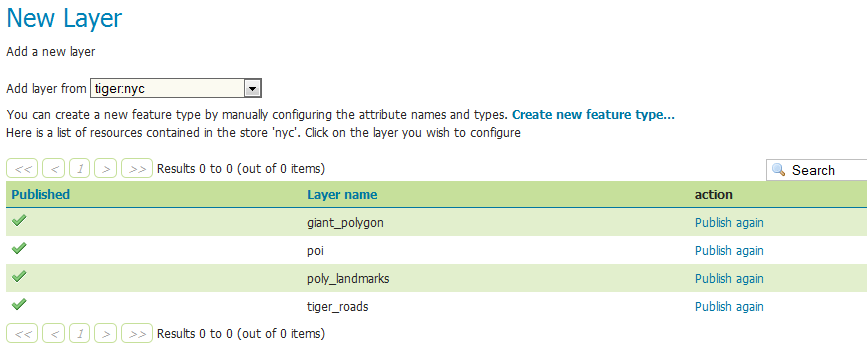 New Layer
Add a new layer
Add layer from tiger:nyc
You can create a new feature type by manually configuring the attribute names and types. Create new feature type...
Here is a list of resources contained in the store 'nyc'. Click on the layer you wish to configure
<< < 1 > >> Results 0 to 0 (out of 0 items) Search
Published Layer name action
giant_polygon Publish again
poi Publish again
poly_landmarks Publish again
tiger_roads Publish again
<< < 1 > >> Results 0 to 0 (out of 0 items)